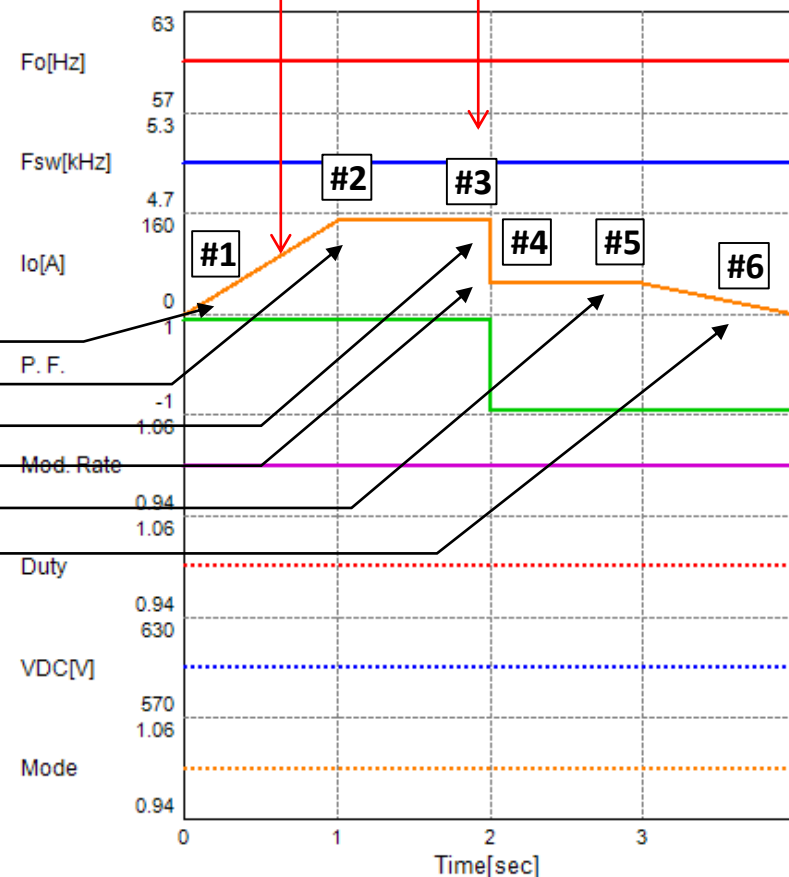 63
Fo[Hz]
57
5.3
Fsw[kHz]
#2
#3
4.7
160
#1
#4
#5
#6
Io[A]
0
1
P. F.
-1
1.06
Mod. Rate
0.94
1.06
Duty
0.94
630
VDC[V]
570
1.06
Mode
0.94
0 1 2 3
Time[sec]